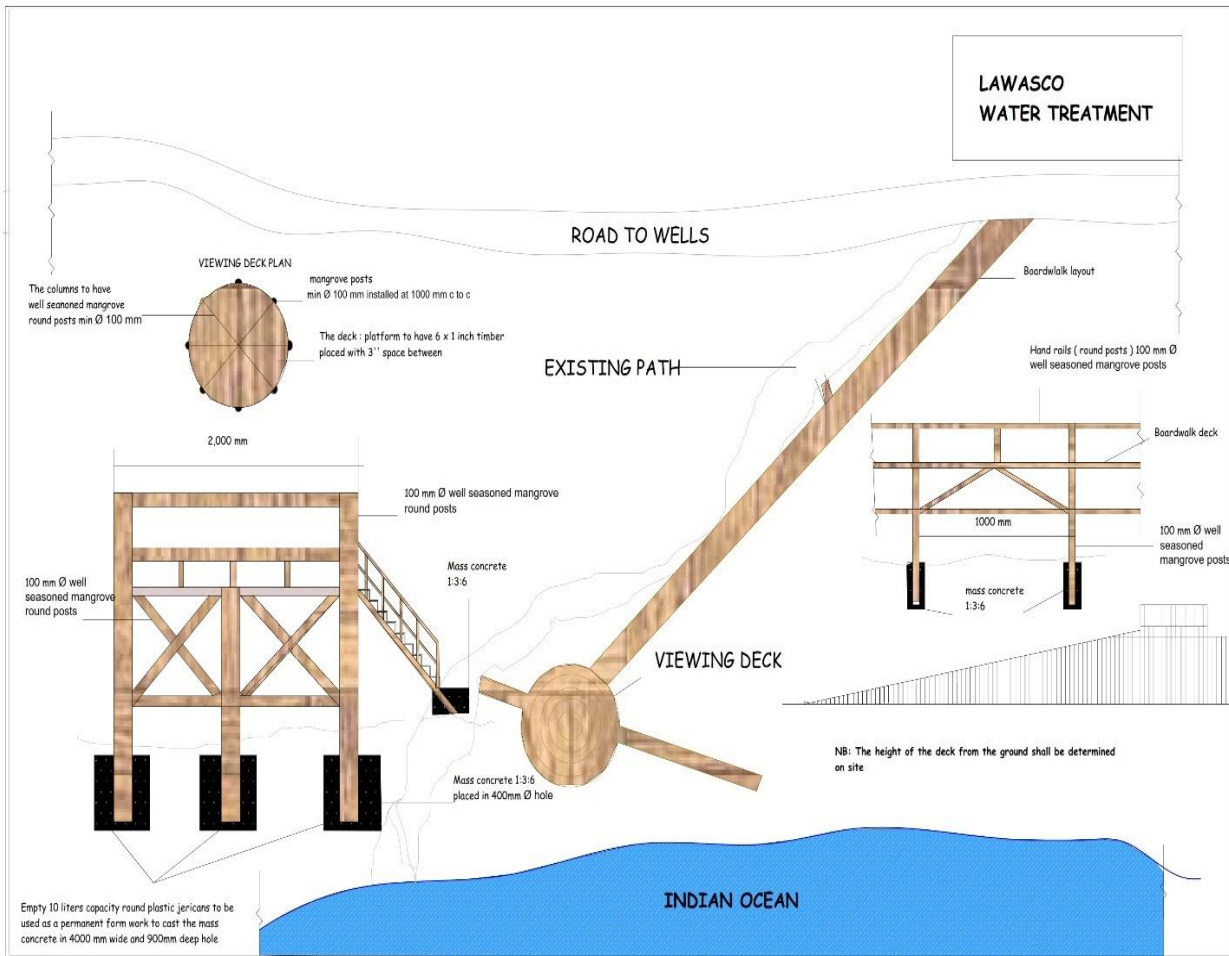 LAWASCO
WATER TREATMENT
ROAD TO WELLS
VIEWING DECK PLAN
The columns to have
well seanoned mangrove
round posts min Ø 100 mm
mangrove posts
min Ø 100 mm installed at 1000 mm c to c
The deck : platform to have 6 x 1 inch timber
placed with 3'' space between
Boardwlalk layout
EXISTING PATH
Hand rails ( round posts ) 100 mm Ø
well seasoned mangrove posts
Boardwalk deck
2,000 mm
100 mm Ø well seasoned mangrove
round posts
1000 mm
100 mm Ø well
seasoned
mangrove posts
Mass concrete
1:3:6
100 mm Ø well
seasoned mangrove
round posts
mass concrete
1:3:6
VIEWING DECK
NB: The height of the deck from the ground shall be determined
on site
Mass concrete 1:3:6
placed in 400mm Ø hole
Empty 10 liters capacity round plastic jericans to be
used as a permanent form work to cast the mass
concrete in 4000 mm wide and 900mm deep hole
INDIAN OCEAN